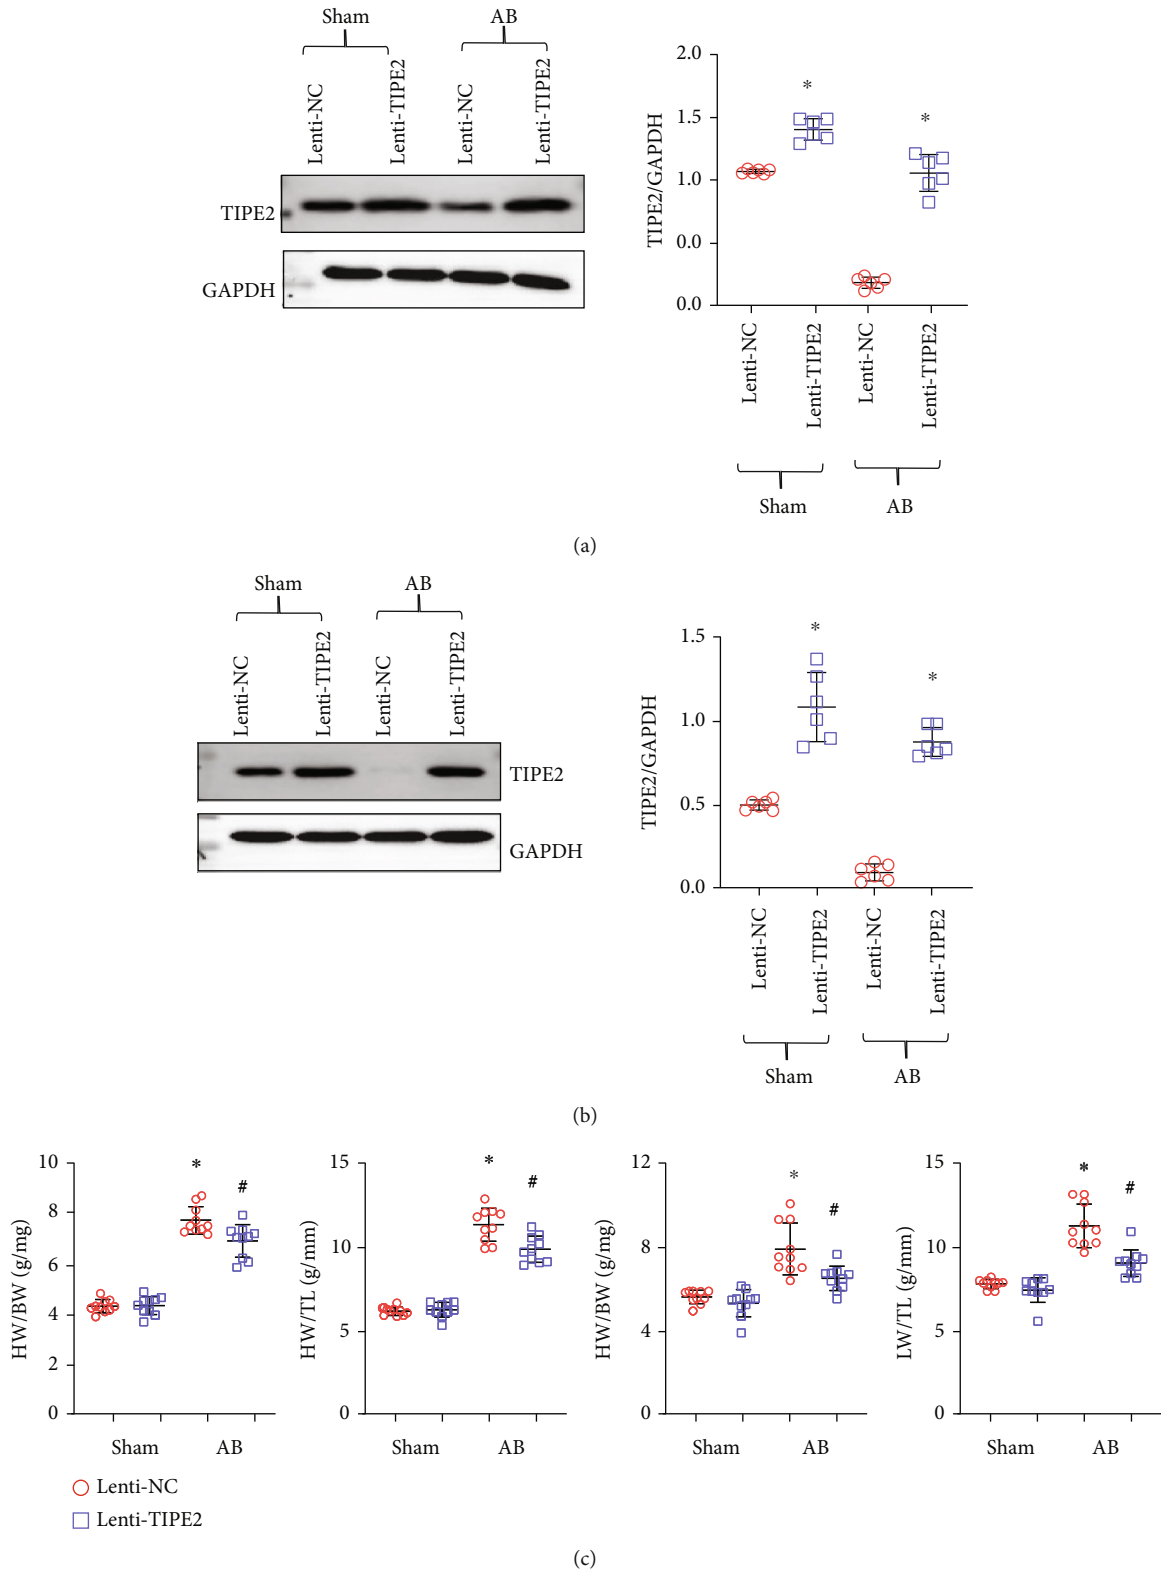 Sham
AB
Lenti-NC
Lenti-TIPE2
Lenti-NC
Lenti-TIPE2
TIPE2
GAPDH
TIPE2/GAPDH
2.0
1.5
1.0
0.0
0.0
*
*
Lenti-NC
Lenti-TIPE2
Lenti-NC
Lenti-TIPE2
Sham
AB
(a)
Sham
AB
Lenti-NC
Lenti-TIPE2
Lenti-NC
Lenti-TIPE2
TIPE2
GAPDH
TIPE2/GAPDH
1.5
1.0
0.5
0.0
*
*
Lenti-NC
Lenti-TIPE2
Lenti-NC
Lenti-TIPE2
Sham
AB
(b)
HW/BW (g/mg)
10
8
6
4
2
0
*
#
Sham
AB
HW/TL (g/mm)
15
10
5
0
*
#
Sham
AB
HW/BW (g/mg)
12
8
4
0
*
#
Sham
AB
LW/TL (g/mm)
15
10
5
0
*
#
Sham
AB
Lenti-NC
Lenti-TIPE2
(c)